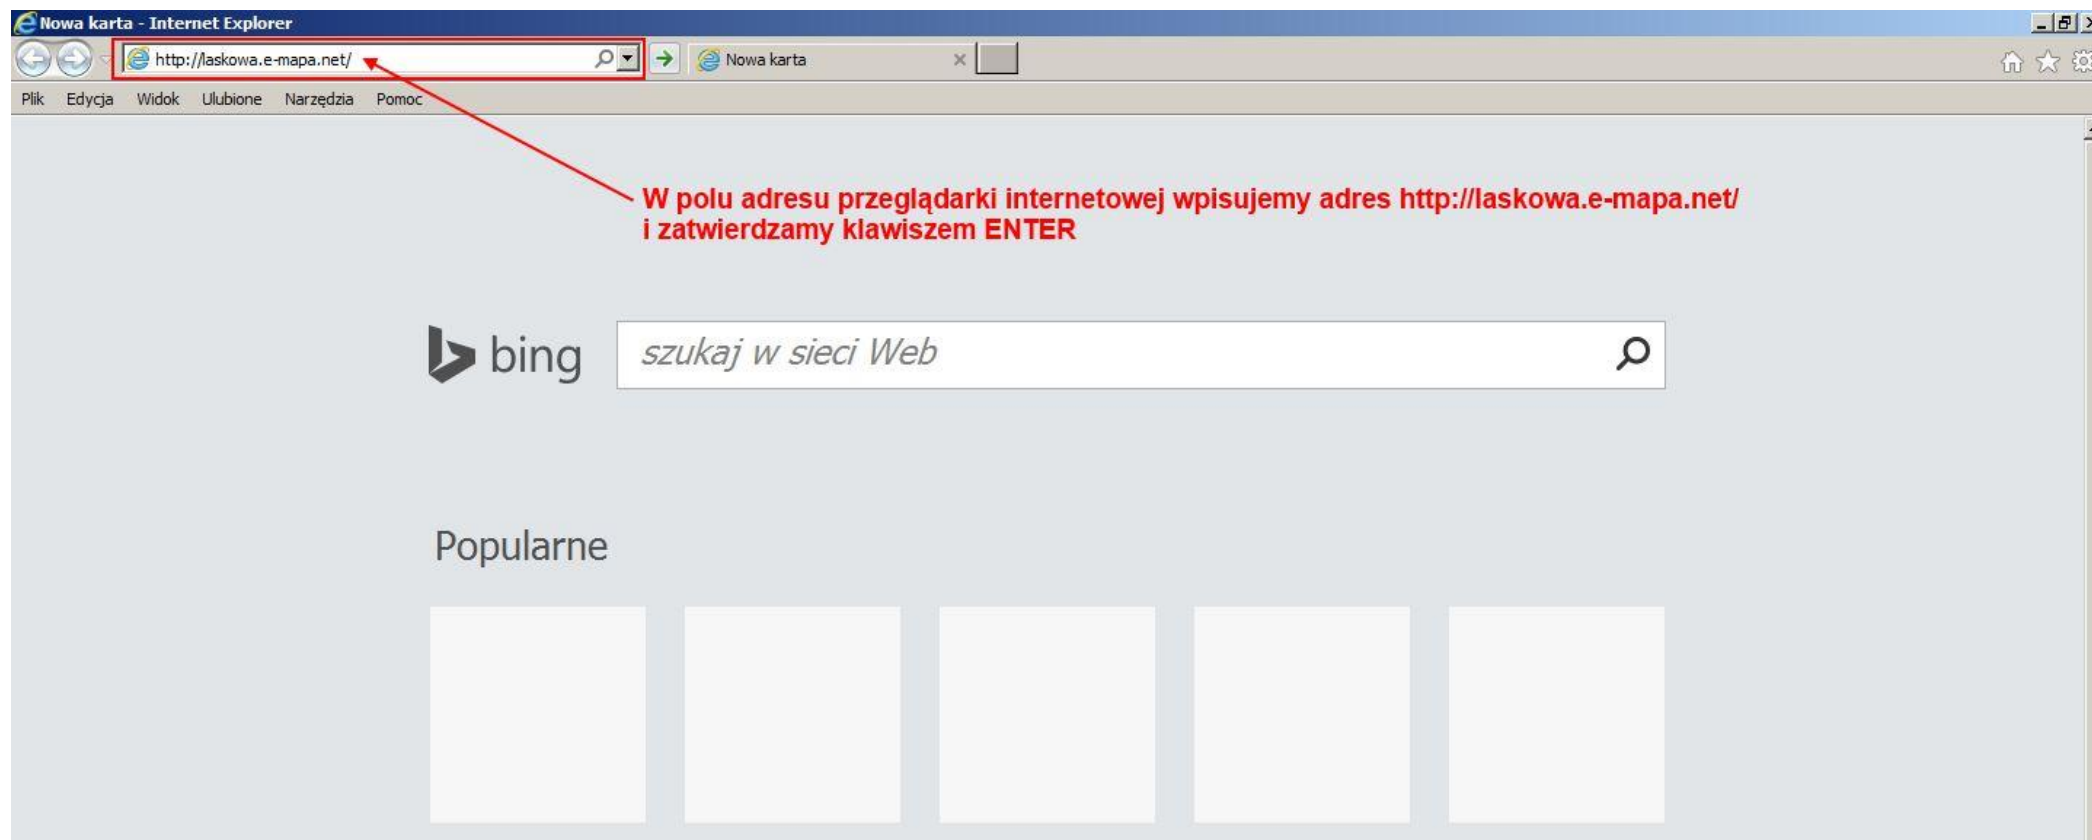 Nowa karta - Internet Explorer
http://laskowa.e-mapa.net/
Nowa karta
Plik Edycja Widok Ulubione Narzędzia Pomoc
W polu adresu przeglądarki internetowej wpisujemy adres http://laskowa.e-mapa.net/
i zatwierdzamy klawiszem ENTER
bing
szukaj w sieci Web
Popularne